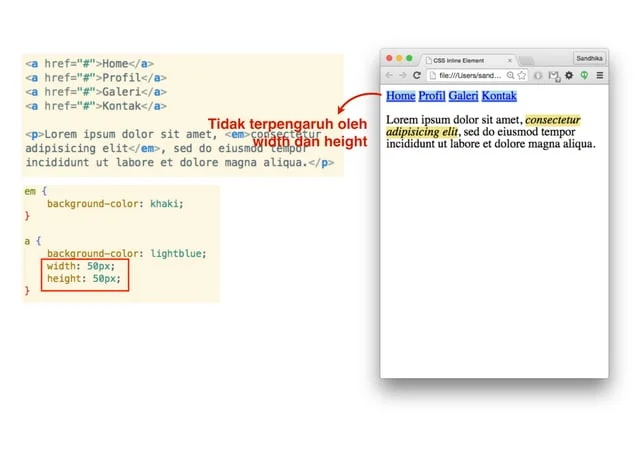 <a href="#">Home</a>
<a href="#">Profil</a>
<a href="#">Galeri</a>
<a href="#">Kontak</a>
<p>Lorem ipsum dolor sit amet, <em>consectetur
adipisicing elit</em>, sed do eiusmod tempor
incididunt ut labore et dolore magna aliqua.</p>
Tidak terpengaruh oleh
width dan height
em {
background-color: khaki;
}
a {
background-color: lightblue;
width: 50px;
height: 50px;
}
CSS Inline Element
Sandhika
file:///Users/sand...
Home Profil Galeri Kontak
Lorem ipsum dolor sit amet, consectetur
adipisicing elit, sed do eiusmod tempor
incididunt ut labore et dolore magna aliqua.